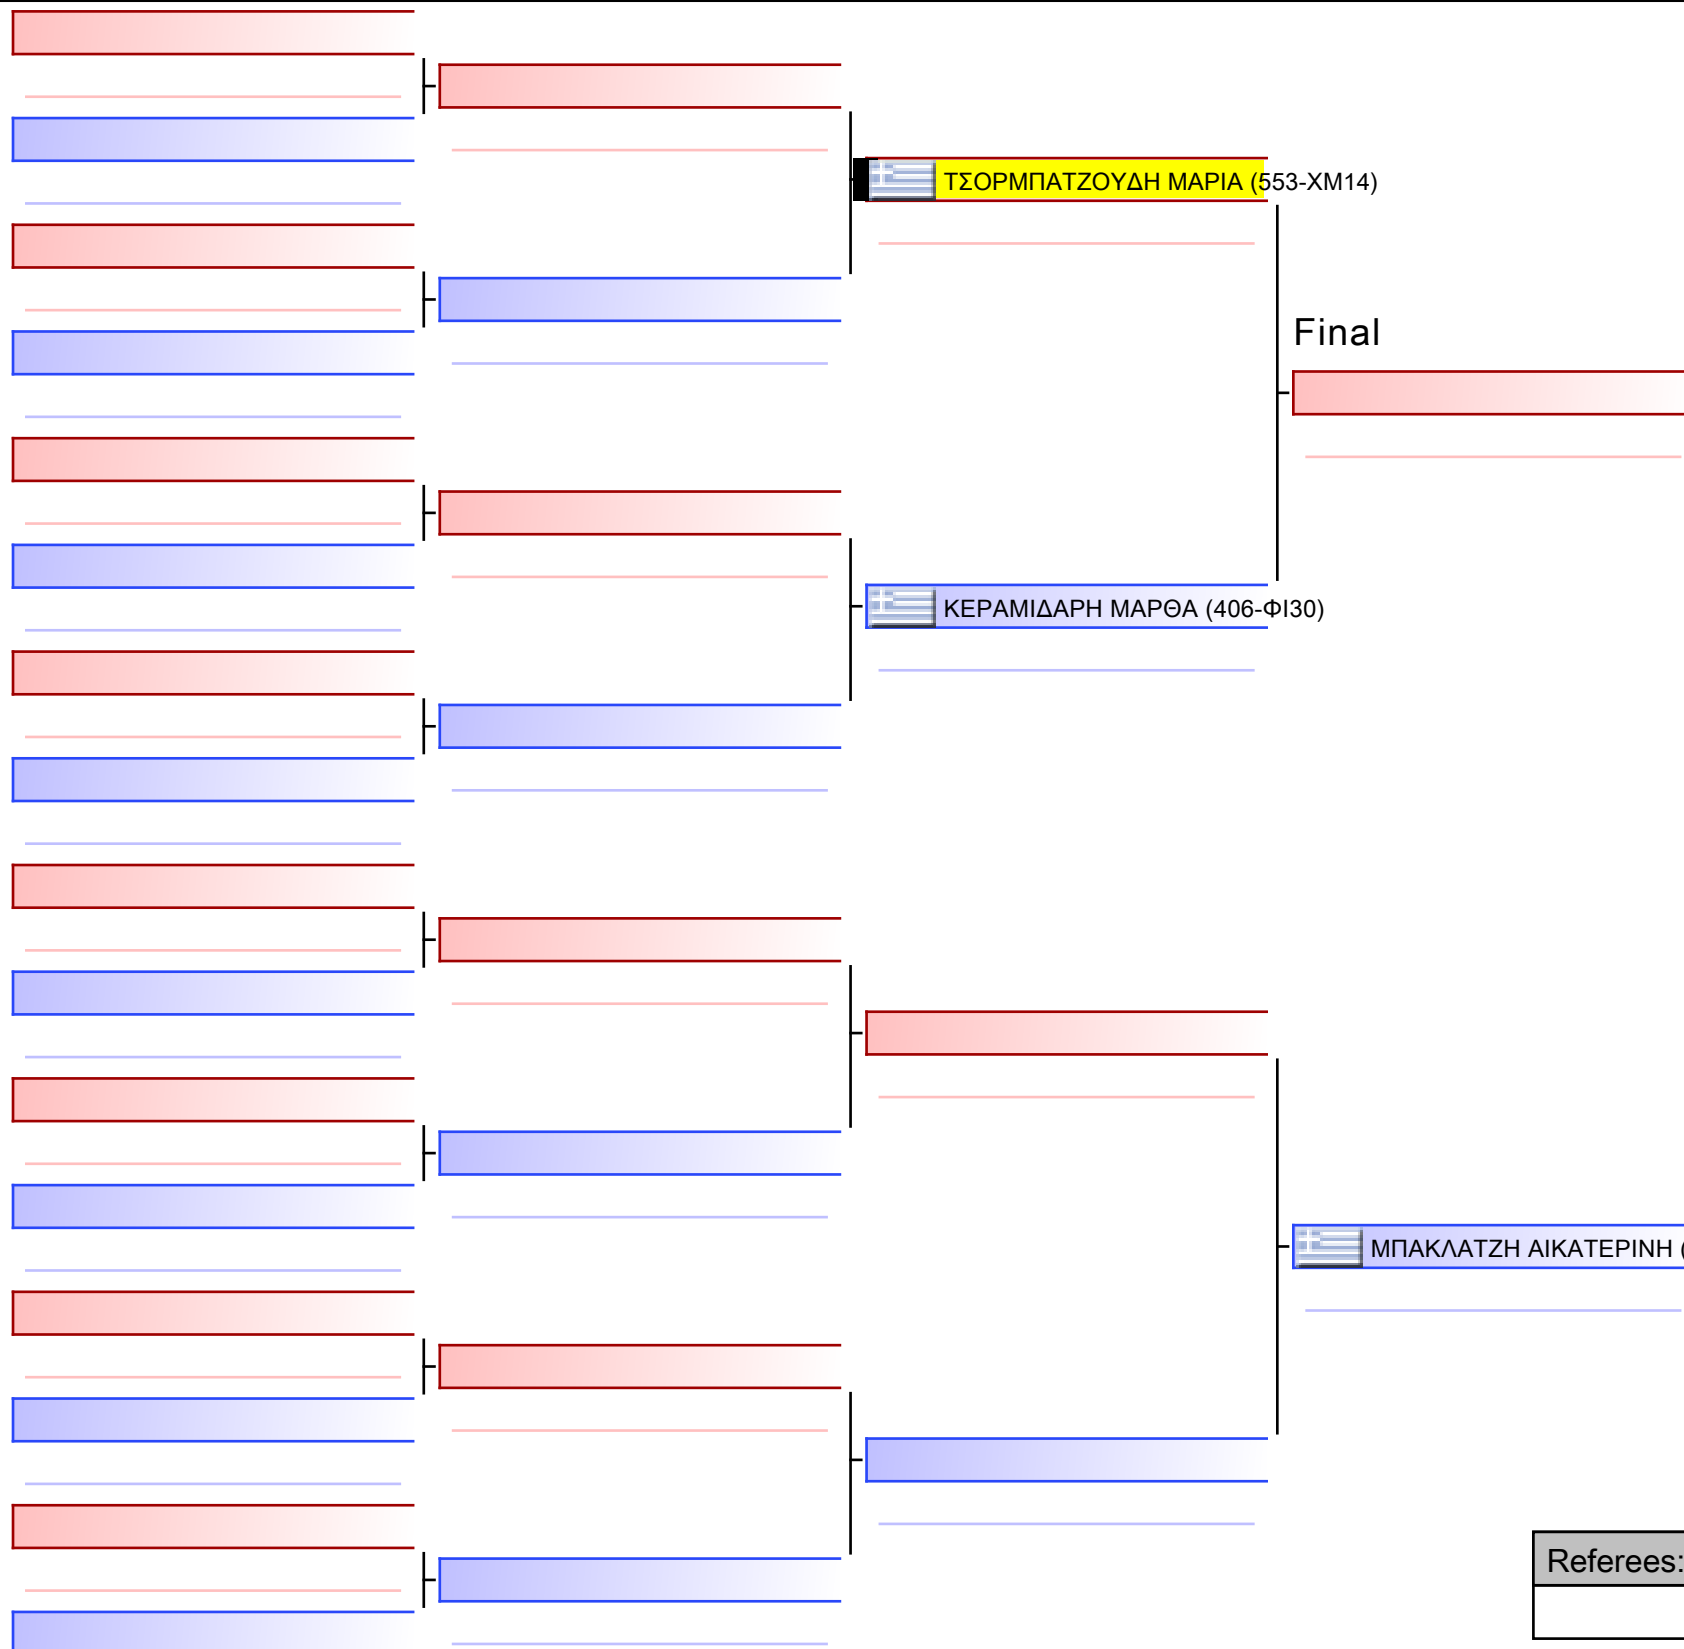 ΤΣΟΡΜΠΑΤΖΟΥΔΗ ΜΑΡΙΑ (553-ΧΜ14)
Final
ΚΕΡΑΜΙΔΑΡΗ ΜΑΡΘΑ (406-ΦΙ30)
ΜΠΑΚΛΑΤΖΗ ΑΙΚΑΤΕΡΙΝΗ (
Referees: